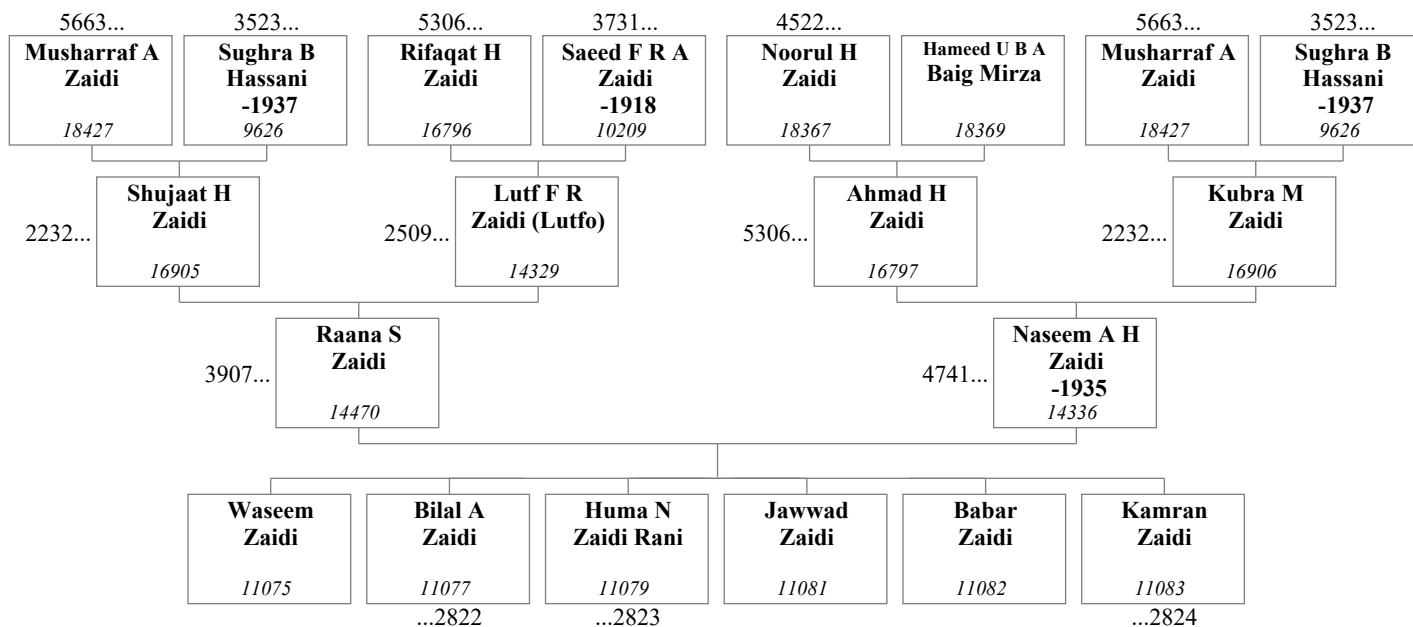 5663... 3523... 5306... 3731... 4522... 5663... 3523...
Musharraf A
Zaidi
18427
Sughra B
Hassani
-1937
9626
Rifaqat H
Zaidi
16796
Saeed F R A
Zaidi
-1918
10209
Noorul H
Zaidi
18367
Hameed U B A
Baig Mirza
18369
Musharraf A
Zaidi
18427
Sughra B
Hassani
-1937
9626
2232...
Shujaat H
Zaidi
16905
2509...
Lutf F R
Zaidi (Lutfo)
14329
5306...
Ahmad H
Zaidi
16797
2232...
Kubra M
Zaidi
16906
3907...
Raana S
Zaidi
14470
4741...
Naseem A H
Zaidi
-1935
14336
Waseem
Zaidi
11075
Bilal A
Zaidi
11077
...2822
Huma N
Zaidi Rani
11079
...2823
Jawwad
Zaidi
11081
Babar
Zaidi
11082
Kamran
Zaidi
11083
...2824